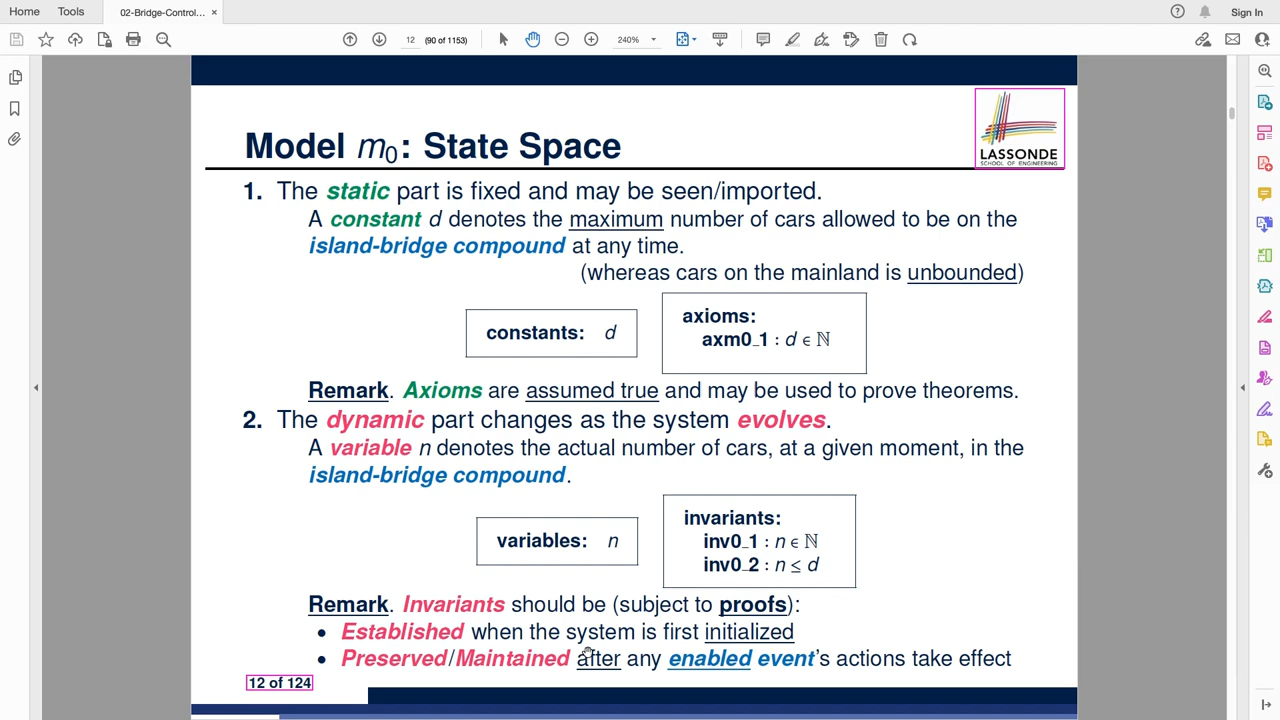 Home Tools 02-Bridge-Control... × Sign In
12 (90 of 1153) 240%
Model m₀: State Space
LASSONDE
SCHOOL OF ENGINEERING
1. The static part is fixed and may be seen/imported.
A constant d denotes the maximum number of cars allowed to be on the
island-bridge compound at any time.
(whereas cars on the mainland is unbounded)
constants: d
axioms:
axm0_1 : d ∈ ℕ
Remark. Axioms are assumed true and may be used to prove theorems.
2. The dynamic part changes as the system evolves.
A variable n denotes the actual number of cars, at a given moment, in the
island-bridge compound.
variables: n
invariants:
inv0_1 : n ∈ ℕ
inv0_2 : n ≤ d
Remark. Invariants should be (subject to proofs):
• Established when the system is first initialized
• Preserved/Maintained after any enabled event's actions take effect
12 of 124